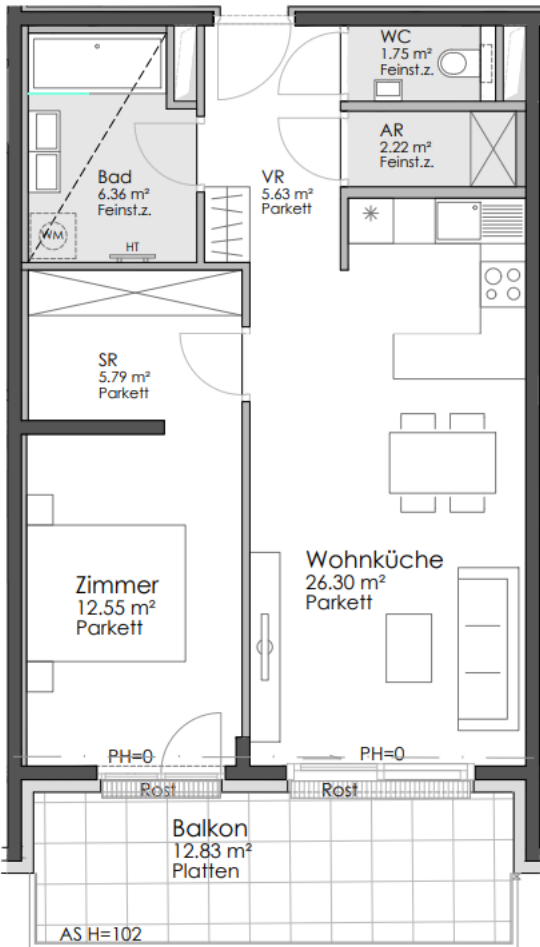 WC
1.75 m²
Feinst.z.
AR
2.22 m²
Feinst.z.
Bad
6.36 m²
Feinst.z.
VR
5.63 m²
Parkett
WM
HT
SR
5.79 m²
Parkett
Wohnküche
26.30 m²
Parkett
Zimmer
12.55 m²
Parkett
PH=0
PH=0
Rost
Rost
Balkon
12.83 m²
Platten
AS H=102